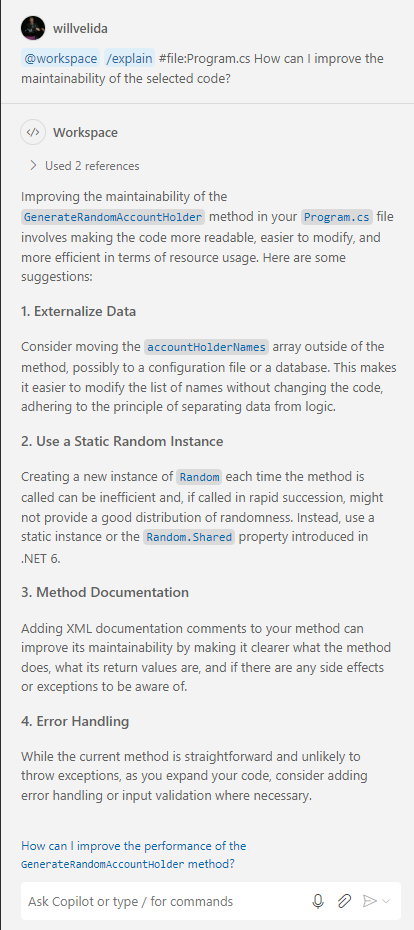 willvelida
@workspace /explain #file:Program.cs How can I improve the
maintainability of the selected code?
Workspace
Used 2 references
Improving the maintainability of the
GenerateRandomAccountHolder method in your Program.cs file
involves making the code more readable, easier to modify, and
more efficient in terms of resource usage. Here are some
suggestions:
1. Externalize Data
Consider moving the accountHolderNames array outside of the
method, possibly to a configuration file or a database. This makes
it easier to modify the list of names without changing the code,
adhering to the principle of separating data from logic.
2. Use a Static Random Instance
Creating a new instance of Random each time the method is
called can be inefficient and, if called in rapid succession, might
not provide a good distribution of randomness. Instead, use a
static instance or the Random.Shared property introduced in
.NET 6.
3. Method Documentation
Adding XML documentation comments to your method can
improve its maintainability by making it clearer what the method
does, what its return values are, and if there are any side effects
or exceptions to be aware of.
4. Error Handling
While the current method is straightforward and unlikely to
throw exceptions, as you expand your code, consider adding
error handling or input validation where necessary.
How can I improve the performance of the
GenerateRandomAccountHolder method?
Ask Copilot or type / for commands